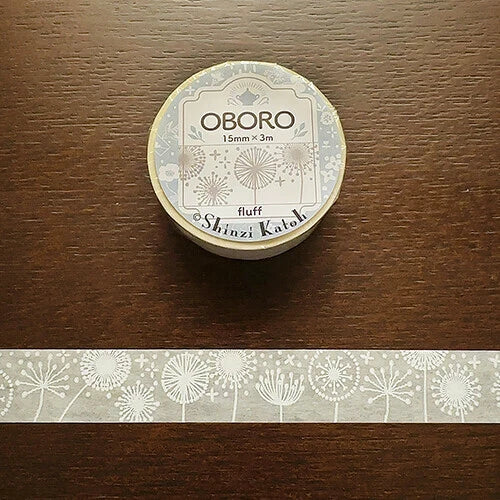 OBORO
15mm×3m
fluff
©Shinzi Katoh